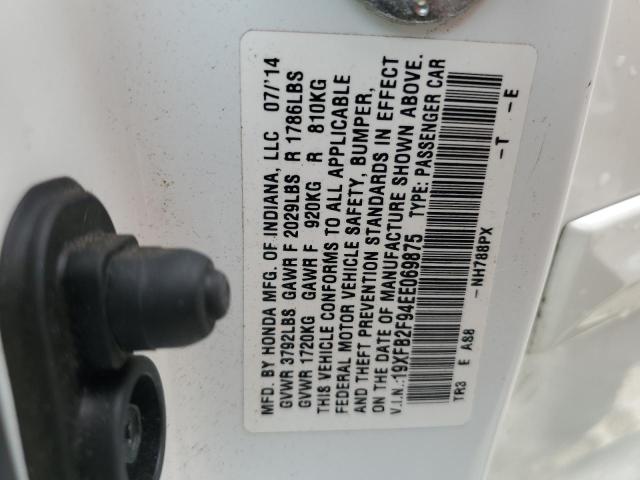 MFD. BY HONDA MFG. OF INDIANA, LLC 07/'14
GVWR 3792LBS GAWR F 2029LBS R 1786LBS
GVWR 1720KG GAWR F 920KG R 810KG
THIS VEHICLE CONFORMS TO ALL APPLICABLE
FEDERAL MOTOR VEHICLE SAFETY, BUMPER,
AND THEFT PREVENTION STANDARDS IN EFFECT
ON THE DATE OF MANUFACTURE SHOWN ABOVE.
V.I.N.:19XFB2F94EE069875 TYPE: PASSENGER CAR
TR3 E AS8 -NH788PX -T -E